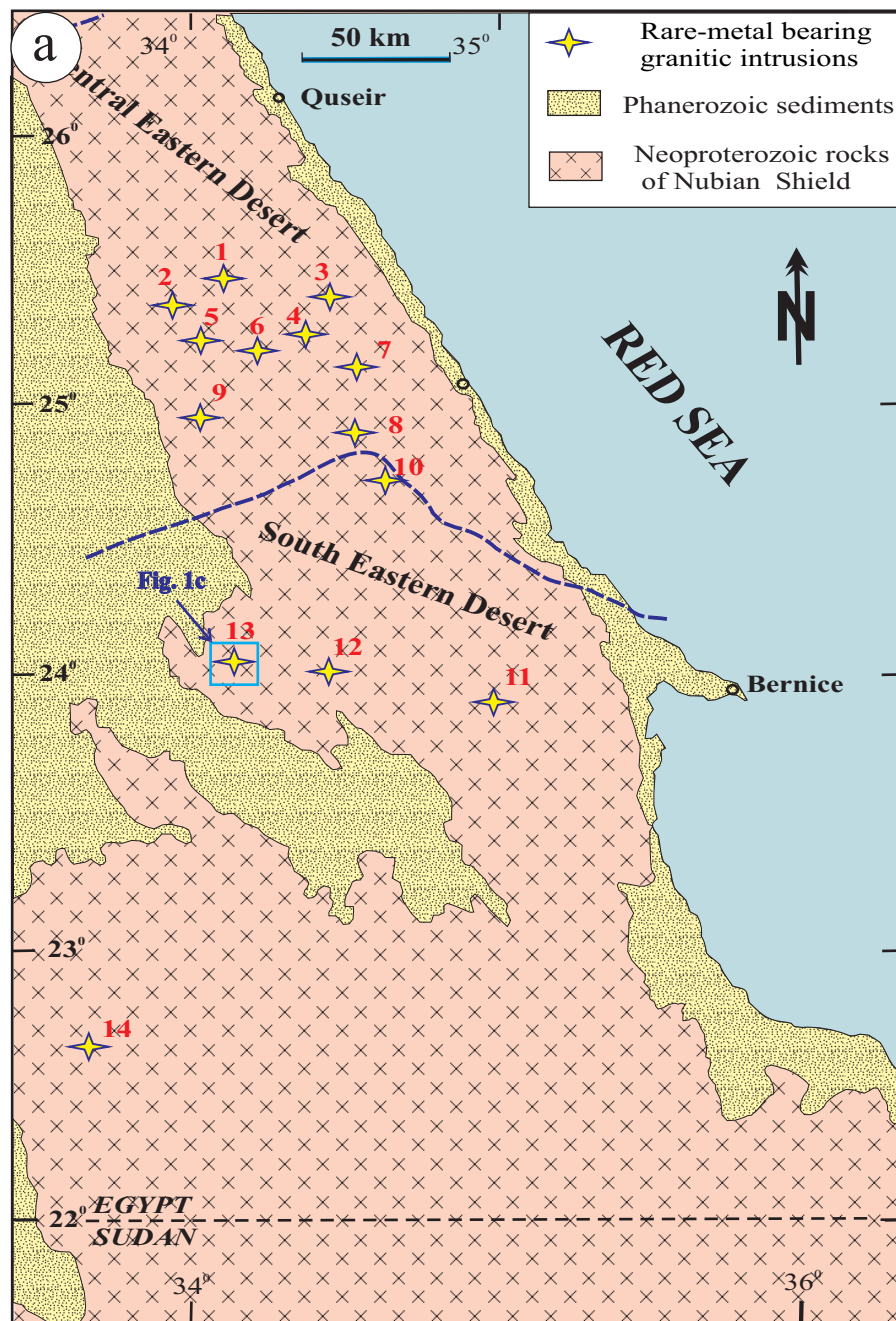 a
34°
50 km
35°
Rare-metal bearing
granitic intrusions
Phanerozoic sediments
Neoproterozoic rocks
of Nubian Shield
Quseir
entral Eastern Desert
26°
1
2
3
4
5
6
7
N
RED SEA
9
25°
8
10
South Eastern Desert
Fig. 1c
13
12
24°
11
Bernice
23°
14
22°
EGYPT
SUDAN
34°
36°